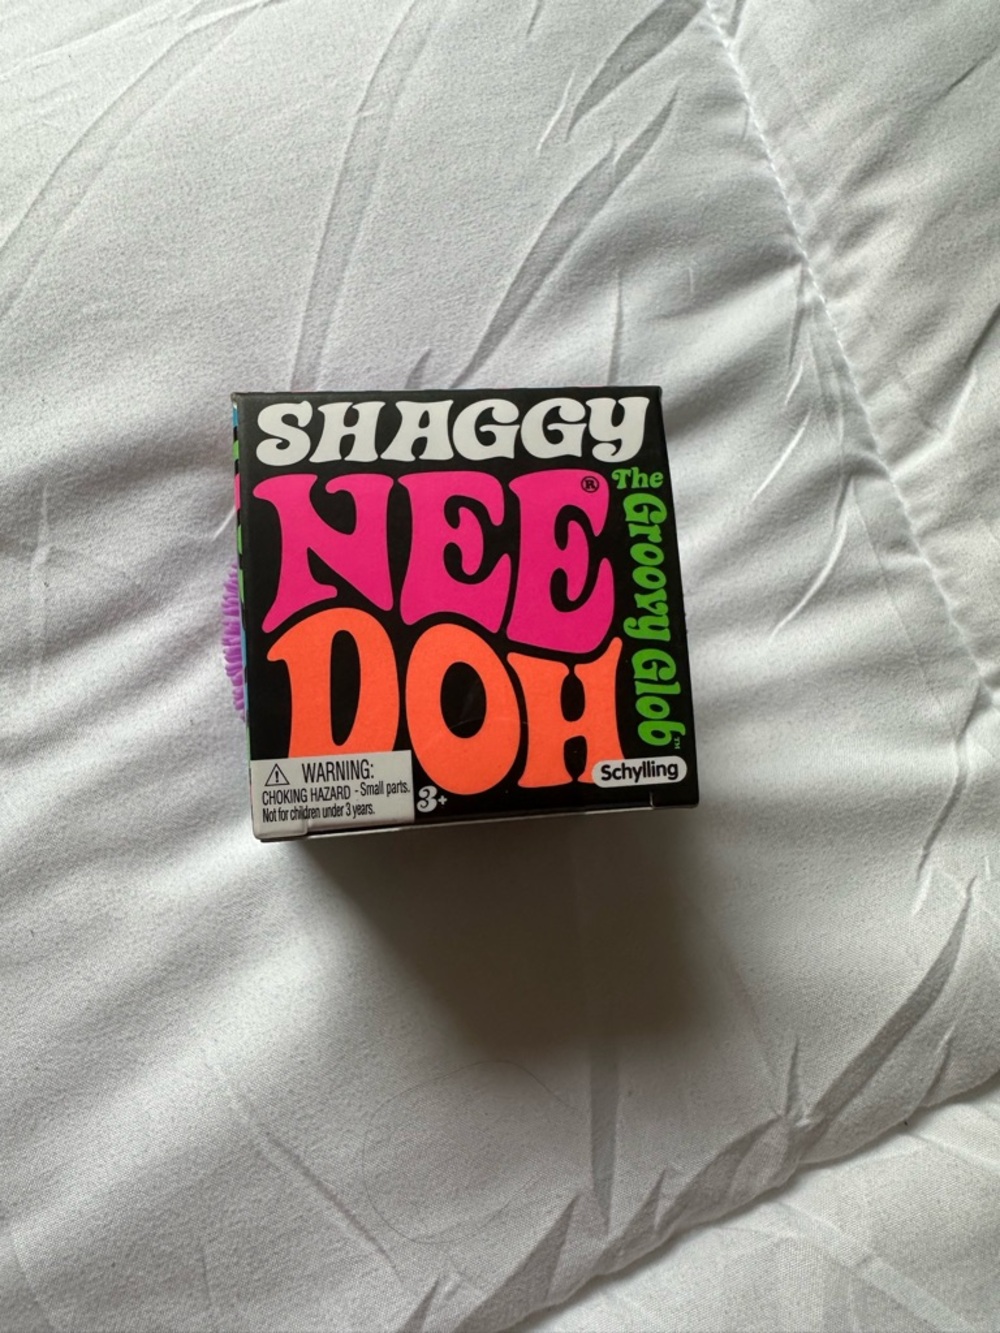 SHAGGY
NEE®
DOH
The Groovy Glob™
⚠ WARNING:
CHOKING HAZARD - Small parts.
Not for children under 3 years.
3+
Schylling